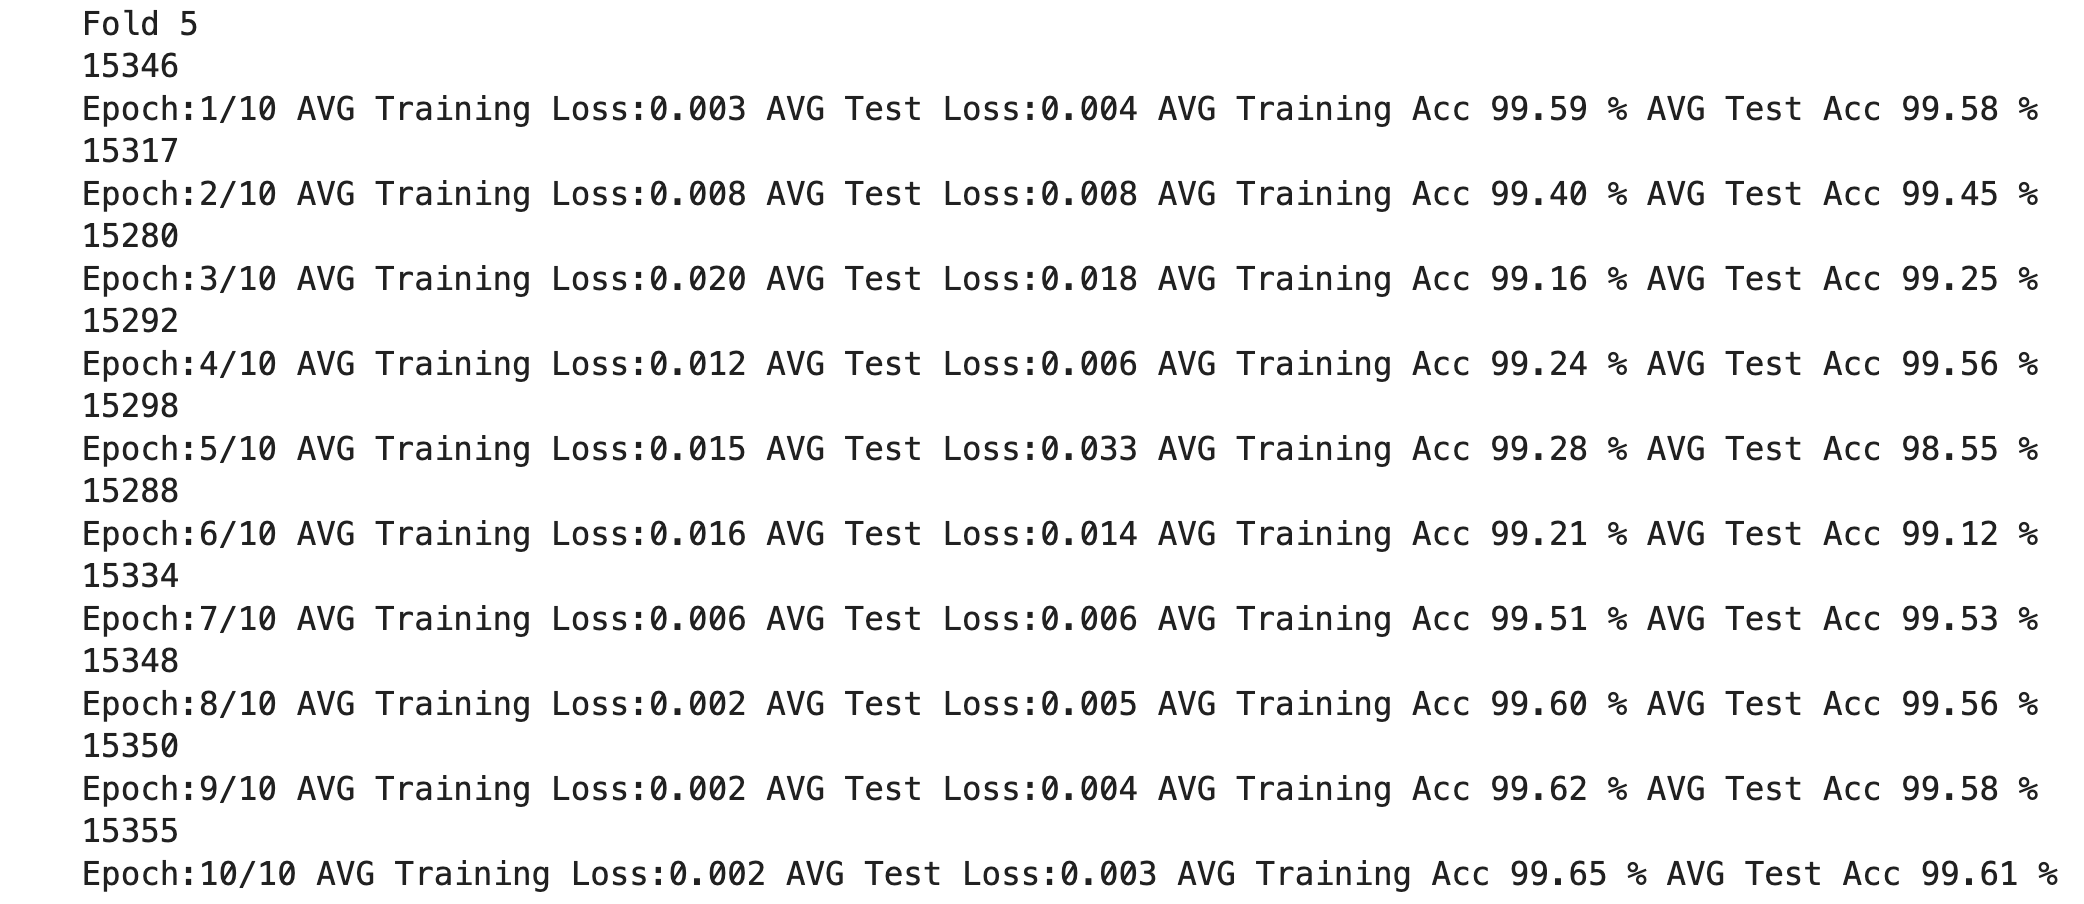 Fold 5
15346
Epoch:1/10 AVG Training Loss:0.003 AVG Test Loss:0.004 AVG Training Acc 99.59 % AVG Test Acc 99.58 %
15317
Epoch:2/10 AVG Training Loss:0.008 AVG Test Loss:0.008 AVG Training Acc 99.40 % AVG Test Acc 99.45 %
15280
Epoch:3/10 AVG Training Loss:0.020 AVG Test Loss:0.018 AVG Training Acc 99.16 % AVG Test Acc 99.25 %
15292
Epoch:4/10 AVG Training Loss:0.012 AVG Test Loss:0.006 AVG Training Acc 99.24 % AVG Test Acc 99.56 %
15298
Epoch:5/10 AVG Training Loss:0.015 AVG Test Loss:0.033 AVG Training Acc 99.28 % AVG Test Acc 98.55 %
15288
Epoch:6/10 AVG Training Loss:0.016 AVG Test Loss:0.014 AVG Training Acc 99.21 % AVG Test Acc 99.12 %
15334
Epoch:7/10 AVG Training Loss:0.006 AVG Test Loss:0.006 AVG Training Acc 99.51 % AVG Test Acc 99.53 %
15348
Epoch:8/10 AVG Training Loss:0.002 AVG Test Loss:0.005 AVG Training Acc 99.60 % AVG Test Acc 99.56 %
15350
Epoch:9/10 AVG Training Loss:0.002 AVG Test Loss:0.004 AVG Training Acc 99.62 % AVG Test Acc 99.58 %
15355
Epoch:10/10 AVG Training Loss:0.002 AVG Test Loss:0.003 AVG Training Acc 99.65 % AVG Test Acc 99.61 %